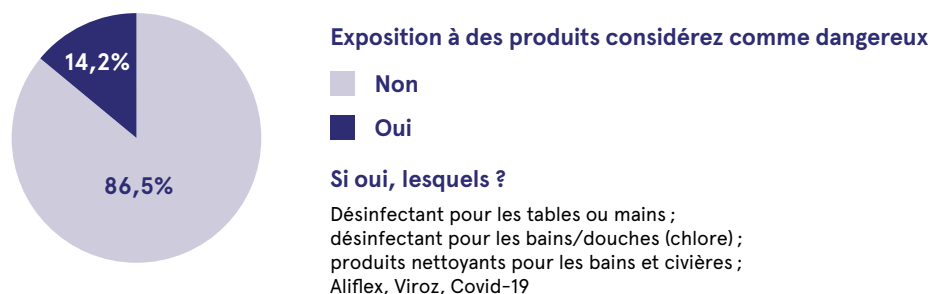 14,2%
86,5%
Exposition à des produits considérez comme dangereux
Non
Oui
Si oui, lesquels ?
Désinfectant pour les tables ou mains ;
désinfectant pour les bains/douches (chlore) ;
produits nettoyants pour les bains et civières ;
Aliflex, Viroz, Covid-19